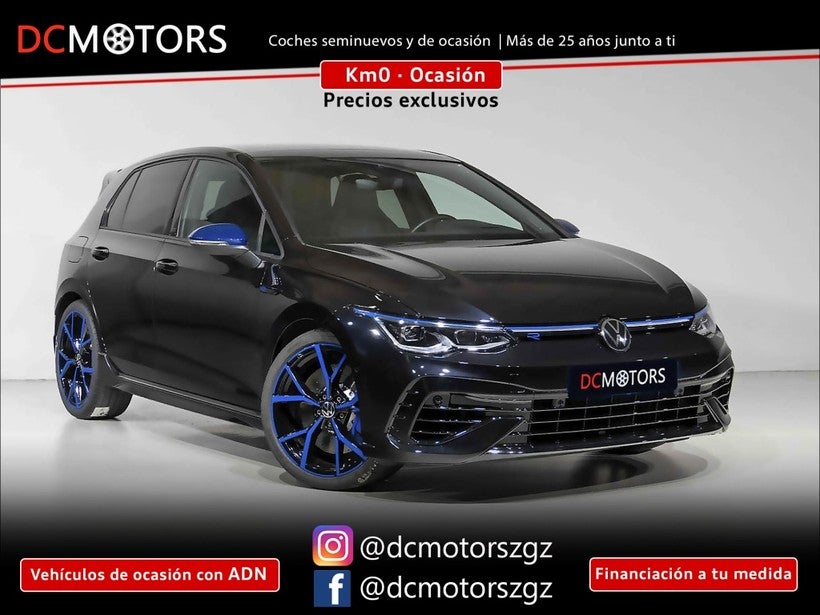 DCMOTORS
Coches seminuevos y de ocasión | Más de 25 años junto a ti
Km0 · Ocasión
Precios exclusivos
R
DCMOTORS
@dcmotorszgz
@dcmotorszgz
Vehículos de ocasión con ADN
Financiación a tu medida